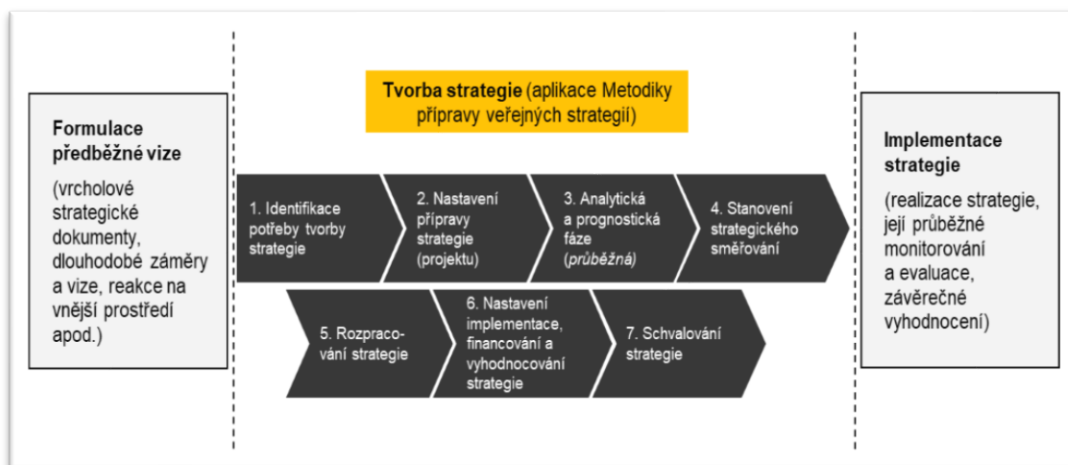 Formulace
předběžné vize
(vrcholové
strategické
dokumenty,
dlouhodobé záměry
a vize, reakce na
vnější prostředí
apod.)
Tvorba strategie (aplikace Metodiky
přípravy veřejných strategií)
1. Identifikace
potřeby tvorby
strategie
2. Nastavení
přípravy
strategie
(projektu)
3. Analytická
a prognostická
fáze
(průběžná)
4. Stanovení
strategického
směřování
5. Rozpraco-
vání strategie
6. Nastavení
implementace,
financování a
vyhodnocování
strategie
7. Schvalování
strategie
Implementace
strategie
(realizace strategie,
její průběžné
monitorování
a evaluace,
závěrečné
vyhodnocení)